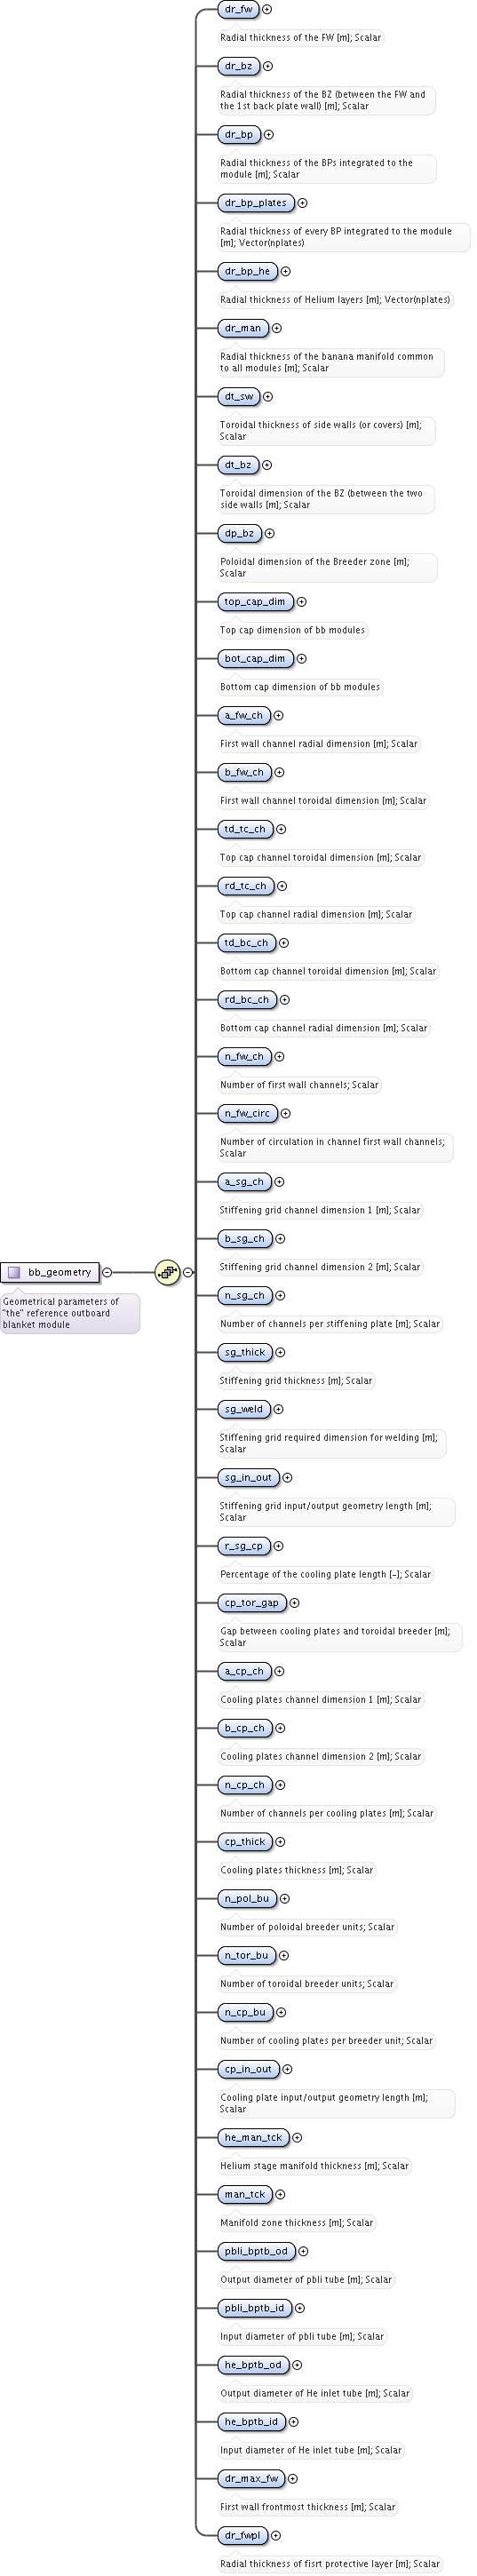 dr_fw
Radial thickness of the FW [m]; Scalar
dr_bz
Radial thickness of the BZ (between the FW and
the 1st back plate wall) [m]; Scalar
dr_bp
Radial thickness of the BPs integrated to the
module [m]; Scalar
dr_bp_plates
Radial thickness of every BP integrated to the module
[m]; Vector(nplates)
dr_bp_he
Radial thickness of Helium layers [m]; Vector(nplates)
dr_man
Radial thickness of the banana manifold common
to all modules [m]; Scalar
dt_sw
Toroidal thickness of side walls (or covers) [m];
Scalar
dt_bz
Toroidal dimension of the BZ (between the two
side walls [m]; Scalar
dp_bz
Poloidal dimension of the Breeder zone [m];
Scalar
top_cap_dim
Top cap dimension of bb modules
bot_cap_dim
Bottom cap dimension of bb modules
a_fw_ch
First wall channel radial dimension [m]; Scalar
b_fw_ch
First wall channel toroidal dimension [m]; Scalar
td_tc_ch
Top cap channel toroidal dimension [m]; Scalar
rd_tc_ch
Top cap channel radial dimension [m]; Scalar
td_bc_ch
Bottom cap channel toroidal dimension [m]; Scalar
rd_bc_ch
Bottom cap channel radial dimension [m]; Scalar
n_fw_ch
Number of first wall channels; Scalar
n_fw_circ
Number of circulation in channel first wall channels;
Scalar
a_sg_ch
Stiffening grid channel dimension 1 [m]; Scalar
b_sg_ch
Stiffening grid channel dimension 2 [m]; Scalar
bb_geometry
Geometrical parameters of
"the" reference outboard
blanket module
n_sg_ch
Number of channels per stiffening plate [m]; Scalar
sg_thick
Stiffening grid thickness [m]; Scalar
sg_weld
Stiffening grid required dimension for welding [m];
Scalar
sg_in_out
Stiffening grid input/output geometry length [m];
Scalar
r_sg_cp
Percentage of the cooling plate length [-]; Scalar
cp_tor_gap
Gap between cooling plates and toroidal breeder [m];
Scalar
a_cp_ch
Cooling plates channel dimension 1 [m]; Scalar
b_cp_ch
Cooling plates channel dimension 2 [m]; Scalar
n_cp_ch
Number of channels per cooling plates [m]; Scalar
cp_thick
Cooling plates thickness [m]; Scalar
n_pol_bu
Number of poloidal breeder units; Scalar
n_tor_bu
Number of toroidal breeder units; Scalar
n_cp_bu
Number of cooling plates per breeder unit; Scalar
cp_in_out
Cooling plate input/output geometry length [m];
Scalar
he_man_tck
Helium stage manifold thickness [m]; Scalar
man_tck
Manifold zone thickness [m]; Scalar
pbli_bptb_od
Output diameter of pbli tube [m]; Scalar
pbli_bptb_id
Input diameter of pbli tube [m]; Scalar
he_bptb_od
Output diameter of He inlet tube [m]; Scalar
he_bptb_id
Input diameter of He inlet tube [m]; Scalar
dr_max_fw
First wall frontmost thickness [m]; Scalar
dr_fwpl
Radial thickness of fisrt protective layer [m]; Scalar